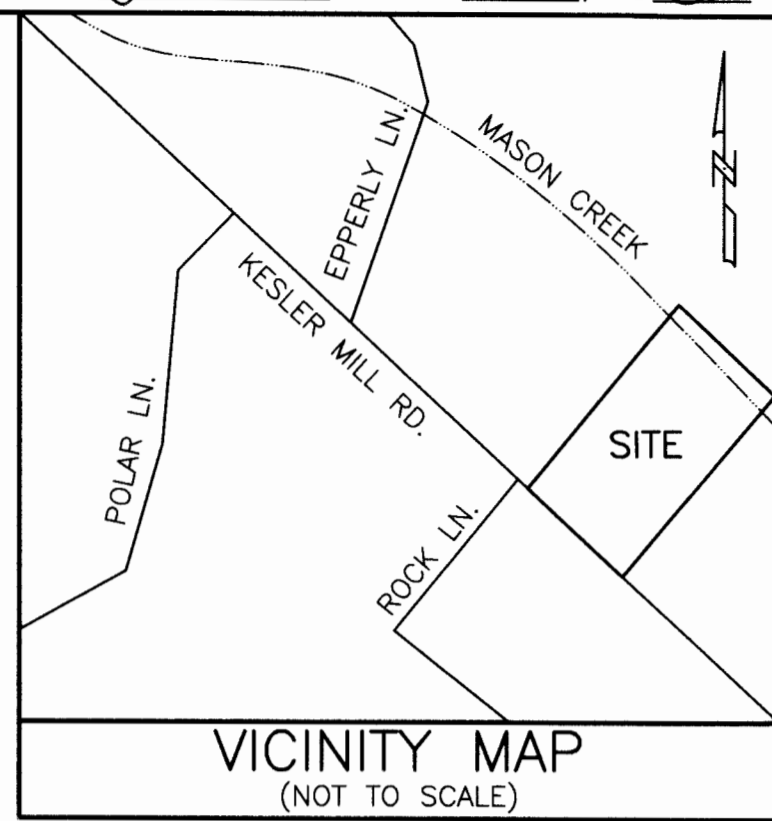 MASON CREEK
EPPERLY LN.
N
KESLER MILL RD.
POLAR LN.
SITE
ROCK LN.
VICINITY MAP
(NOT TO SCALE)